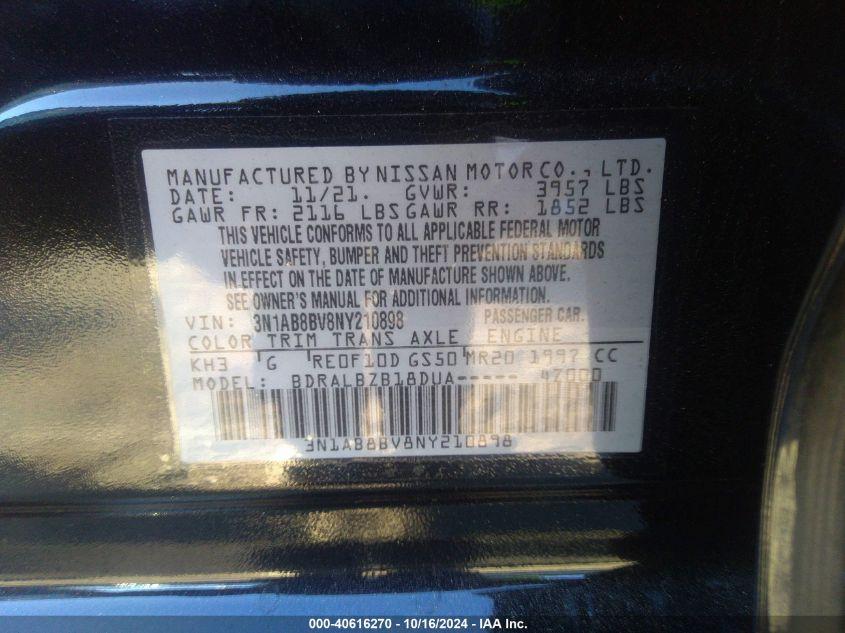 MANUFACTURED BY NISSAN MOTOR CO., LTD.
DATE: 11/21. GVWR: 3957 LBS
GAWR FR: 2116 LBS GAWR RR: 1852 LBS
THIS VEHICLE CONFORMS TO ALL APPLICABLE FEDERAL MOTOR
VEHICLE SAFETY, BUMPER AND THEFT PREVENTION STANDARDS
IN EFFECT ON THE DATE OF MANUFACTURE SHOWN ABOVE.
SEE OWNER'S MANUAL FOR ADDITIONAL INFORMATION.
VIN: 3N1AB8BV8NY210898 PASSENGER CAR.
COLOR TRIM TRANS AXLE ENGINE
KH3 G RE0F10D GS50 MR20 1997 CC
MODEL: BDRALBZB18DUA----- 47000
3N1AB8BV8NY210898
000-40616270 - 10/16/2024 - IAA Inc.